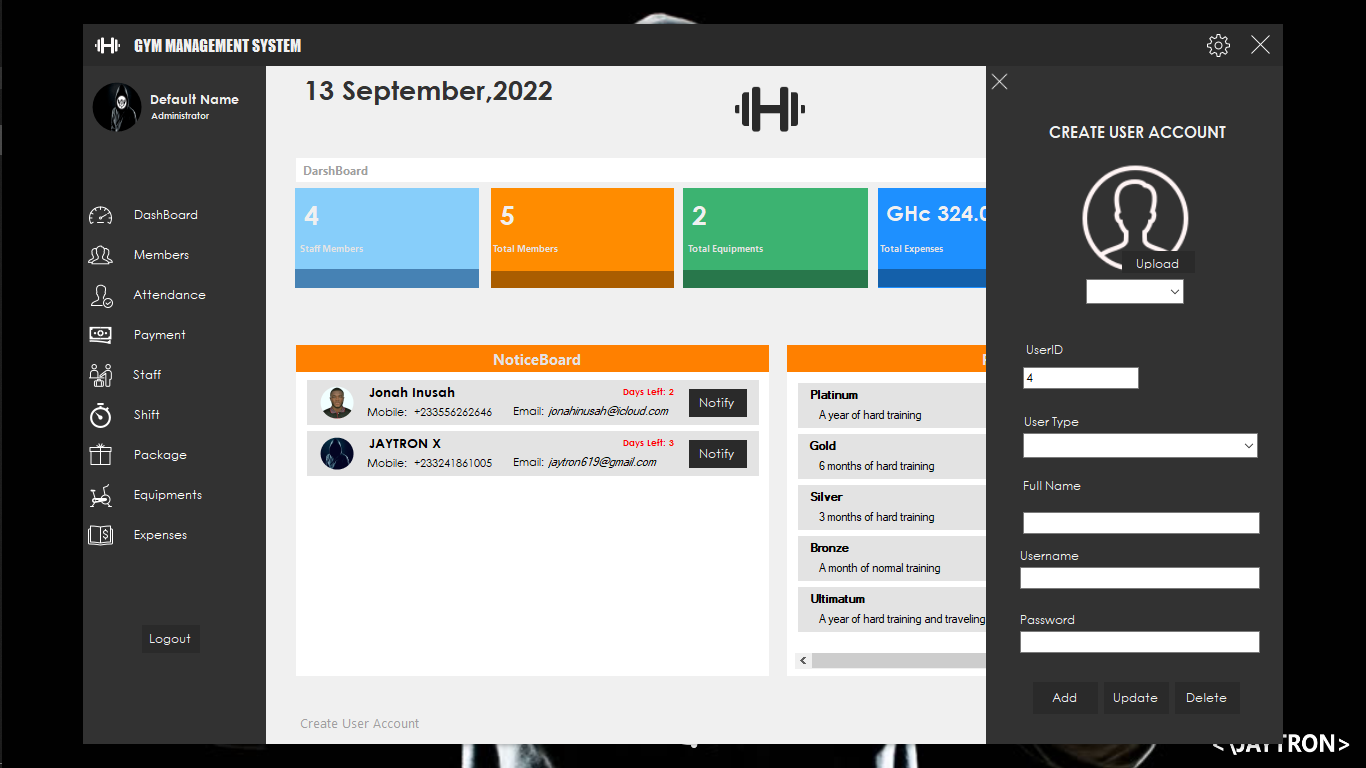 GYM MANAGEMENT SYSTEM
Default Name
Administrator
DashBoard
Members
Attendance
Payment
Staff
Shift
Package
Equipments
Expenses
Logout
13 September,2022
DarshBoard
4
Staff Members
5
Total Members
2
Total Equipments
GHc 324.0
Total Expenses
NoticeBoard
Jonah Inusah
Days Left: 2
Mobile: +233556262646
Email: jonahinusah@icloud.com
Notify
JAYTRON X
Days Left: 3
Mobile: +233241861005
Email: jaytron619@gmail.com
Notify
Platinum
A year of hard training
Gold
6 months of hard training
Silver
3 months of hard training
Bronze
A month of normal training
Ultimatum
A year of hard training and traveling
Create User Account
CREATE USER ACCOUNT
Upload
UserID
4
User Type
Full Name
Username
Password
Add Update Delete
<\JAYTRON>